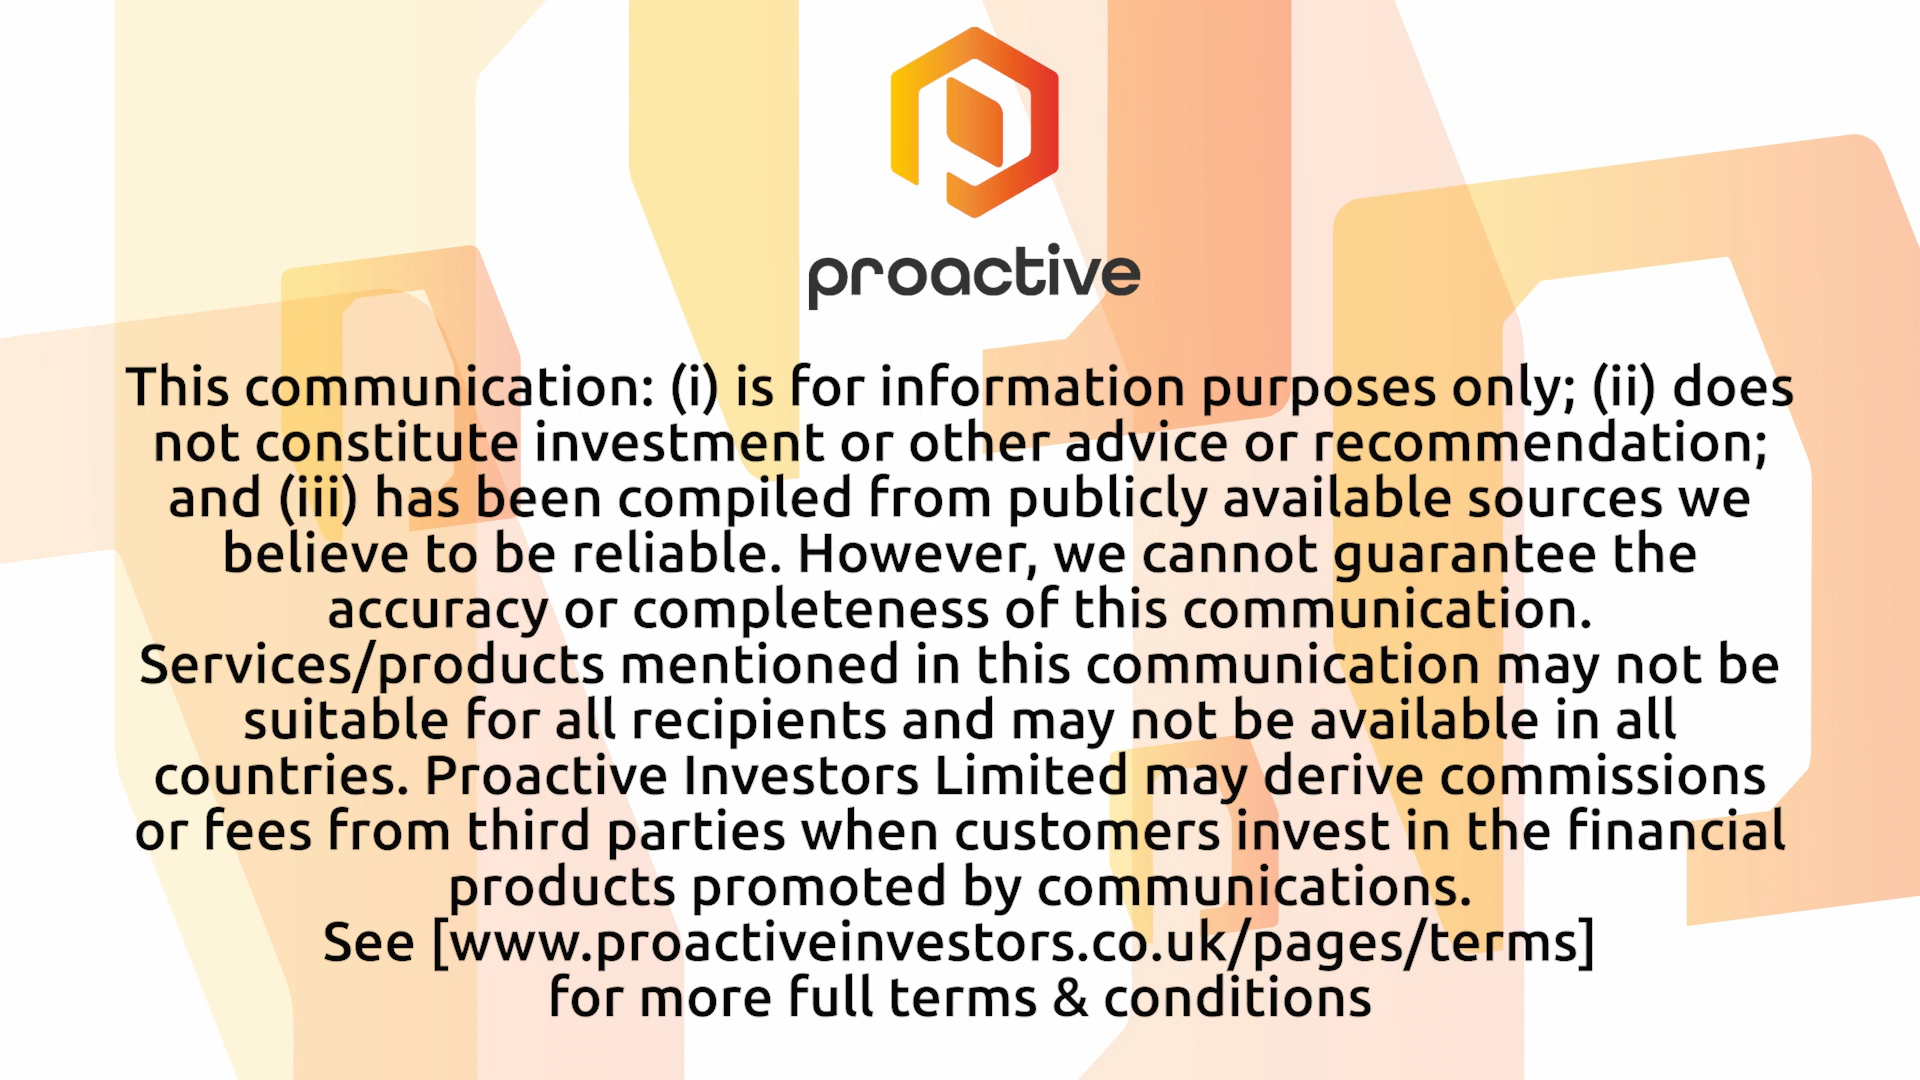 proactive
This communication: (i) is for information purposes only; (ii) does
not constitute investment or other advice or recommendation;
and (iii) has been compiled from publicly available sources we
believe to be reliable. However, we cannot guarantee the
accuracy or completeness of this communication.
Services/products mentioned in this communication may not be
suitable for all recipients and may not be available in all
countries. Proactive Investors Limited may derive commissions
or fees from third parties when customers invest in the financial
products promoted by communications.
See [www.proactiveinvestors.co.uk/pages/terms]
for more full terms & conditions